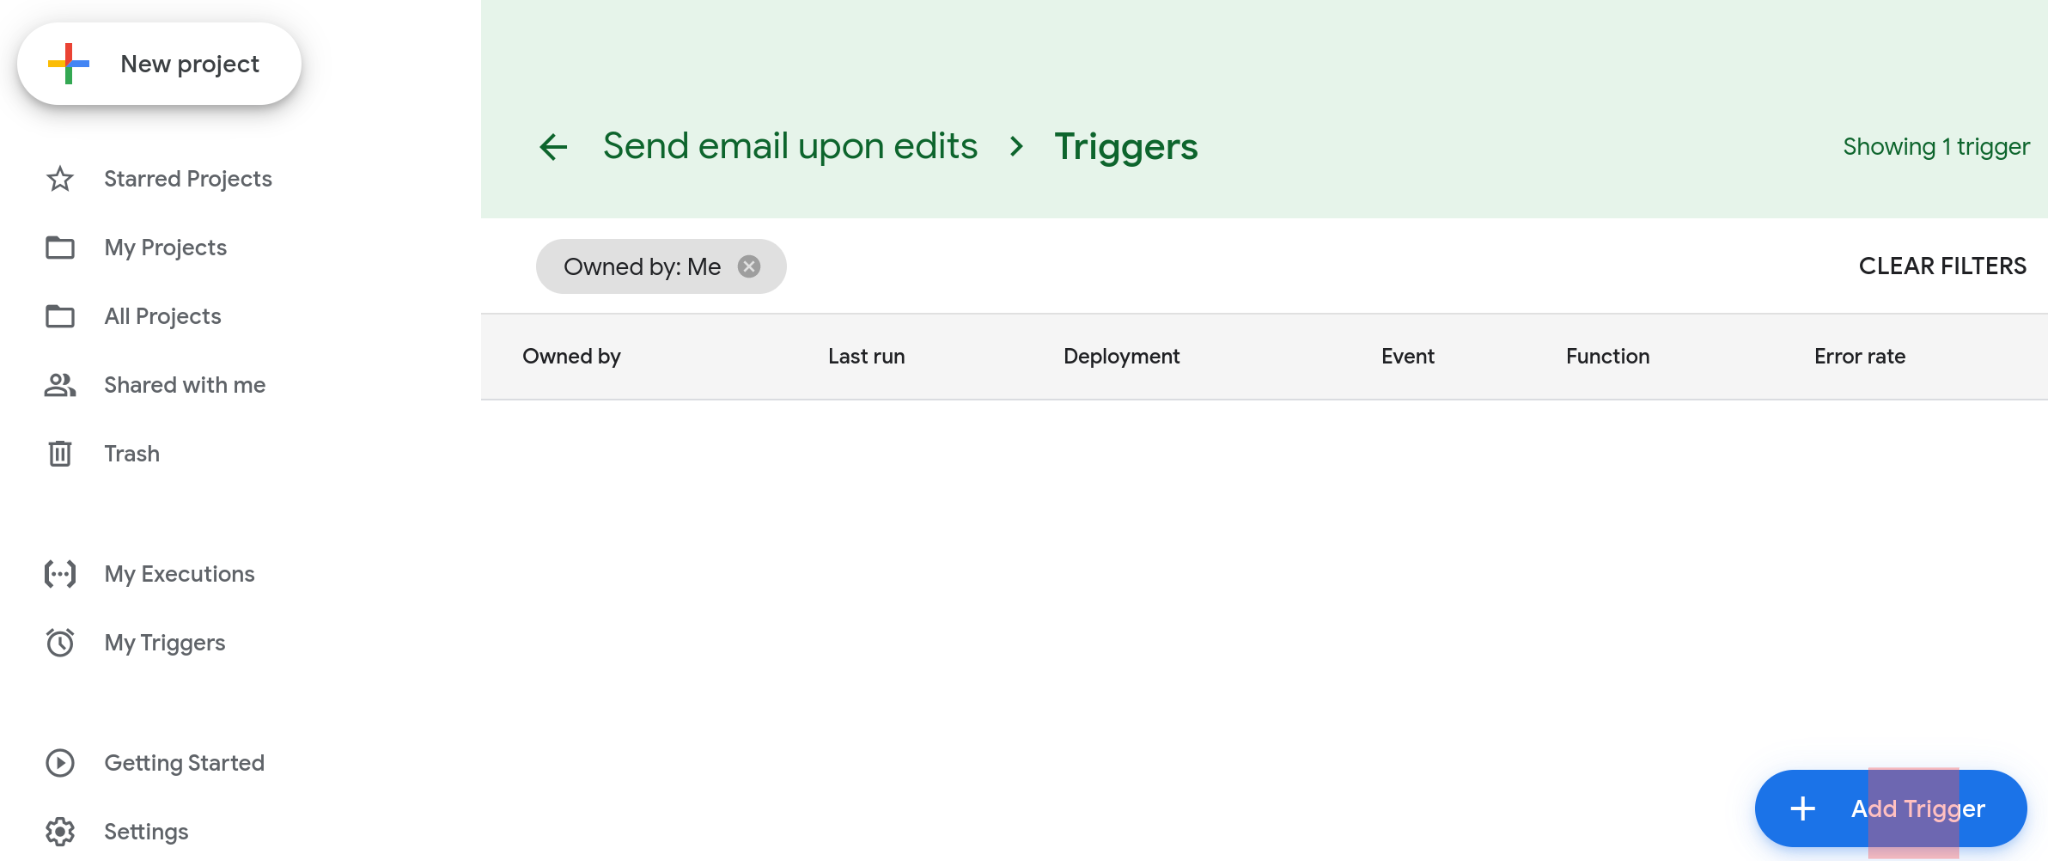 New project
Starred Projects
My Projects
All Projects
Shared with me
Trash
My Executions
My Triggers
Getting Started
Settings
Send email upon edits > Triggers
Showing 1 trigger
Owned by: Me
CLEAR FILTERS
Owned by Last run Deployment Event Function Error rate
+ Add Trigger